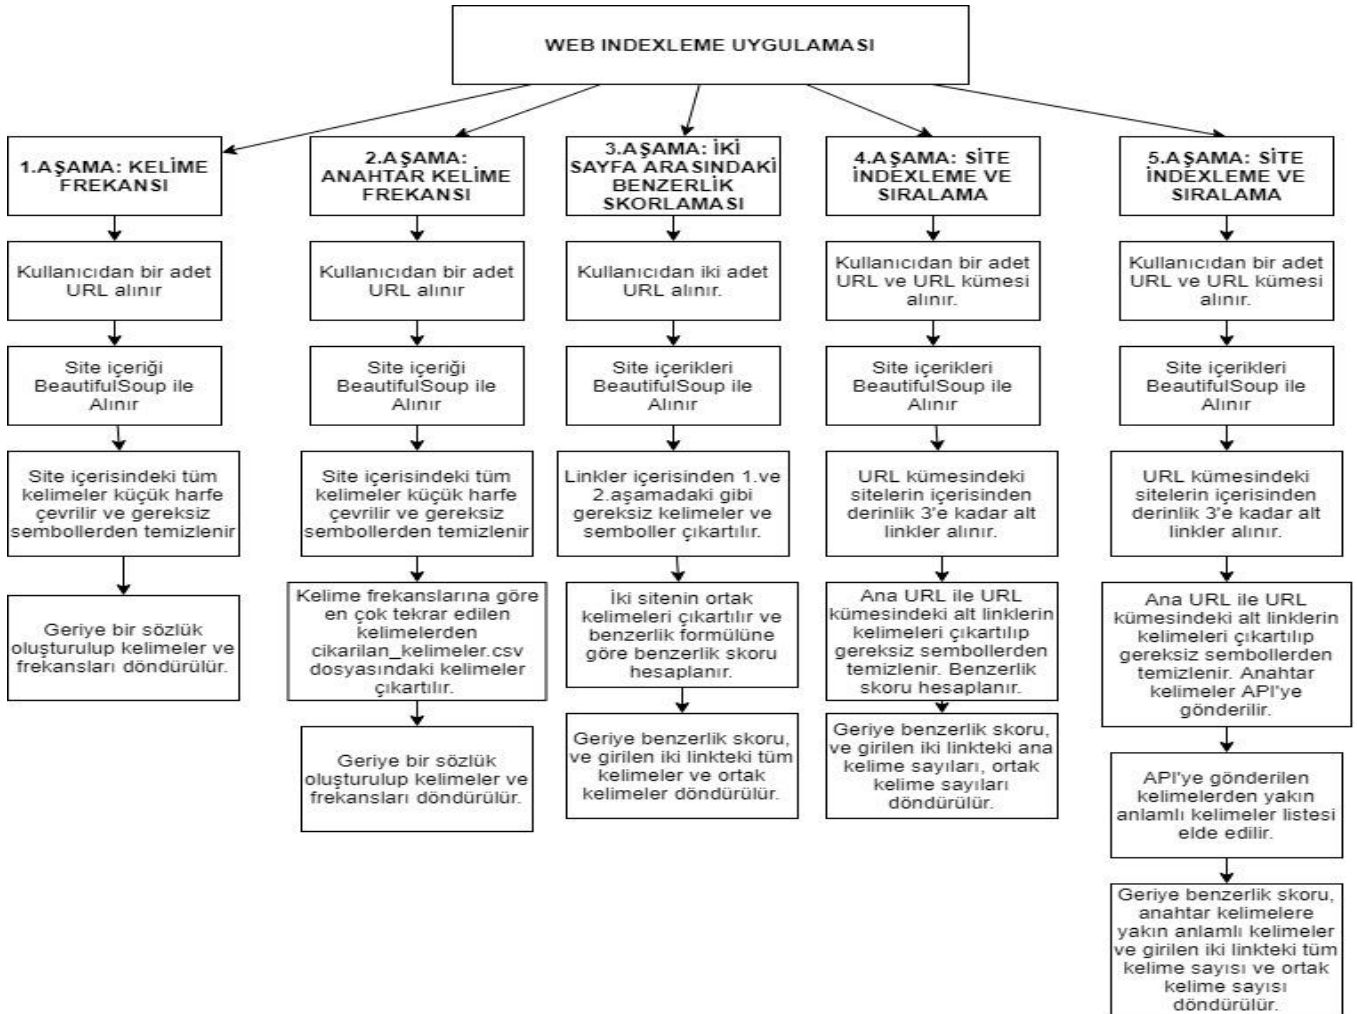 WEB INDEXLEME UYGULAMASI
1.AŞAMA: KELİME
FREKANSI
Kullanıcıdan bir adet
URL alınır
Site içeriği
BeautifulSoup ile
Alınır
Site içerisindeki tüm
kelimeler küçük harfe
çevrilir ve gereksiz
sembollerden temizlenir
Geriye bir sözlük
oluşturulup kelimeler ve
frekansları döndürülür.
2.AŞAMA:
ANAHTAR KELİME
FREKANSI
Kullanıcıdan bir adet
URL alınır
Site içeriği
BeautifulSoup ile
Alınır
Site içerisindeki tüm
kelimeler küçük harfe
çevrilir ve gereksiz
sembollerden temizlenir
Kelime frekanslarına göre
en çok tekrar edilen
kelimelerden
cikarilan_kelimeler.csv
dosyasındaki kelimeler
çıkartılır.
Geriye bir sözlük
oluşturulup kelimeler ve
frekansları döndürülür.
3.AŞAMA: İKİ
SAYFA ARASINDAKİ
BENZERLİK
SKORLAMASI
Kullanıcıdan iki adet
URL alınır.
Site içerikleri
BeautifulSoup ile
Alınır
Linkler içerisinden 1.ve
2.aşamadaki gibi
gereksiz kelimeler ve
semboller çıkartılır.
İki sitenin ortak
kelimeleri çıkartılır ve
benzerlik formülüne
göre benzerlik skoru
hesaplanır.
Geriye benzerlik skoru,
ve girilen iki linkteki tüm
kelimeler ve ortak
kelimeler döndürülür.
4.AŞAMA: SİTE
İNDEXLEME VE
SIRALAMA
Kullanıcıdan bir adet
URL ve URL kümesi
alınır.
Site içerikleri
BeautifulSoup ile
Alınır
URL kümesindeki
sitelerin içerisinden
derinlik 3'e kadar alt
linkler alınır.
Ana URL ile URL
kümesindeki alt linklerin
kelimeleri çıkartılıp
gereksiz sembollerden
temizlenir. Benzerlik
skoru hesaplanır.
Geriye benzerlik skoru,
ve girilen iki linkteki ana
kelime sayıları, ortak
kelime sayıları
döndürülür.
5.AŞAMA: SİTE
İNDEXLEME VE
SIRALAMA
Kullanıcıdan bir adet
URL ve URL kümesi
alınır.
Site içerikleri
BeautifulSoup ile
Alınır
URL kümesindeki
sitelerin içerisinden
derinlik 3'e kadar alt
linkler alınır.
Ana URL ile URL
kümesindeki alt linklerin
kelimeleri çıkartılıp
gereksiz sembollerden
temizlenir. Anahtar
kelimeler API'ye
gönderilir.
API'ye gönderilen
kelimelerden yakın
anlamlı kelimeler listesi
elde edilir.
Geriye benzerlik skoru,
anahtar kelimelere
yakın anlamlı kelimeler
ve girilen iki linkteki tüm
kelime sayısı ve ortak
kelime sayısı
döndürülür.